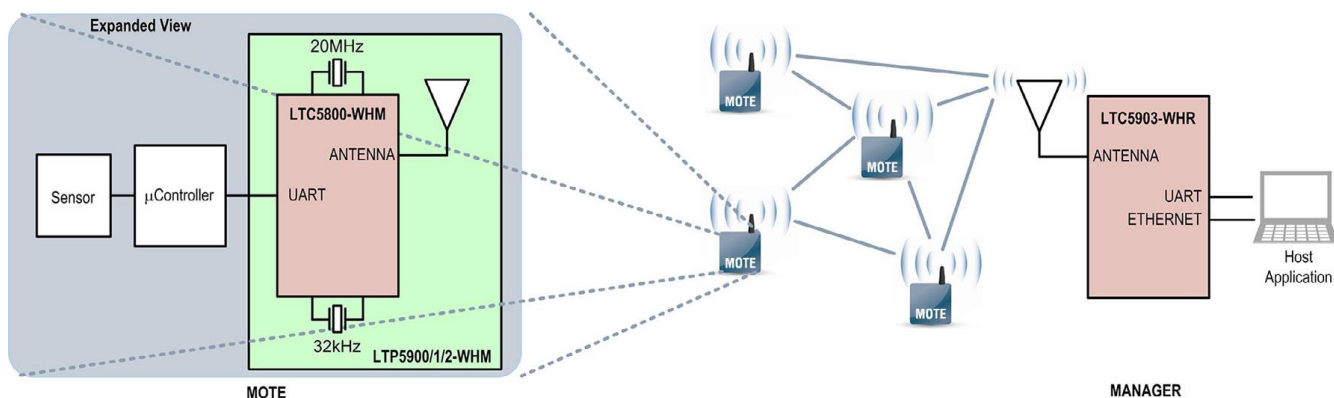 Expanded View
20MHz
LTC5800-WHM
ANTENNA
Sensor
µController
UART
32kHz
LTP5900/1/2-WHM
MOTE
MOTE
MOTE
MOTE
MOTE
LTC5903-WHR
ANTENNA
UART
ETHERNET
Host
Application
MANAGER